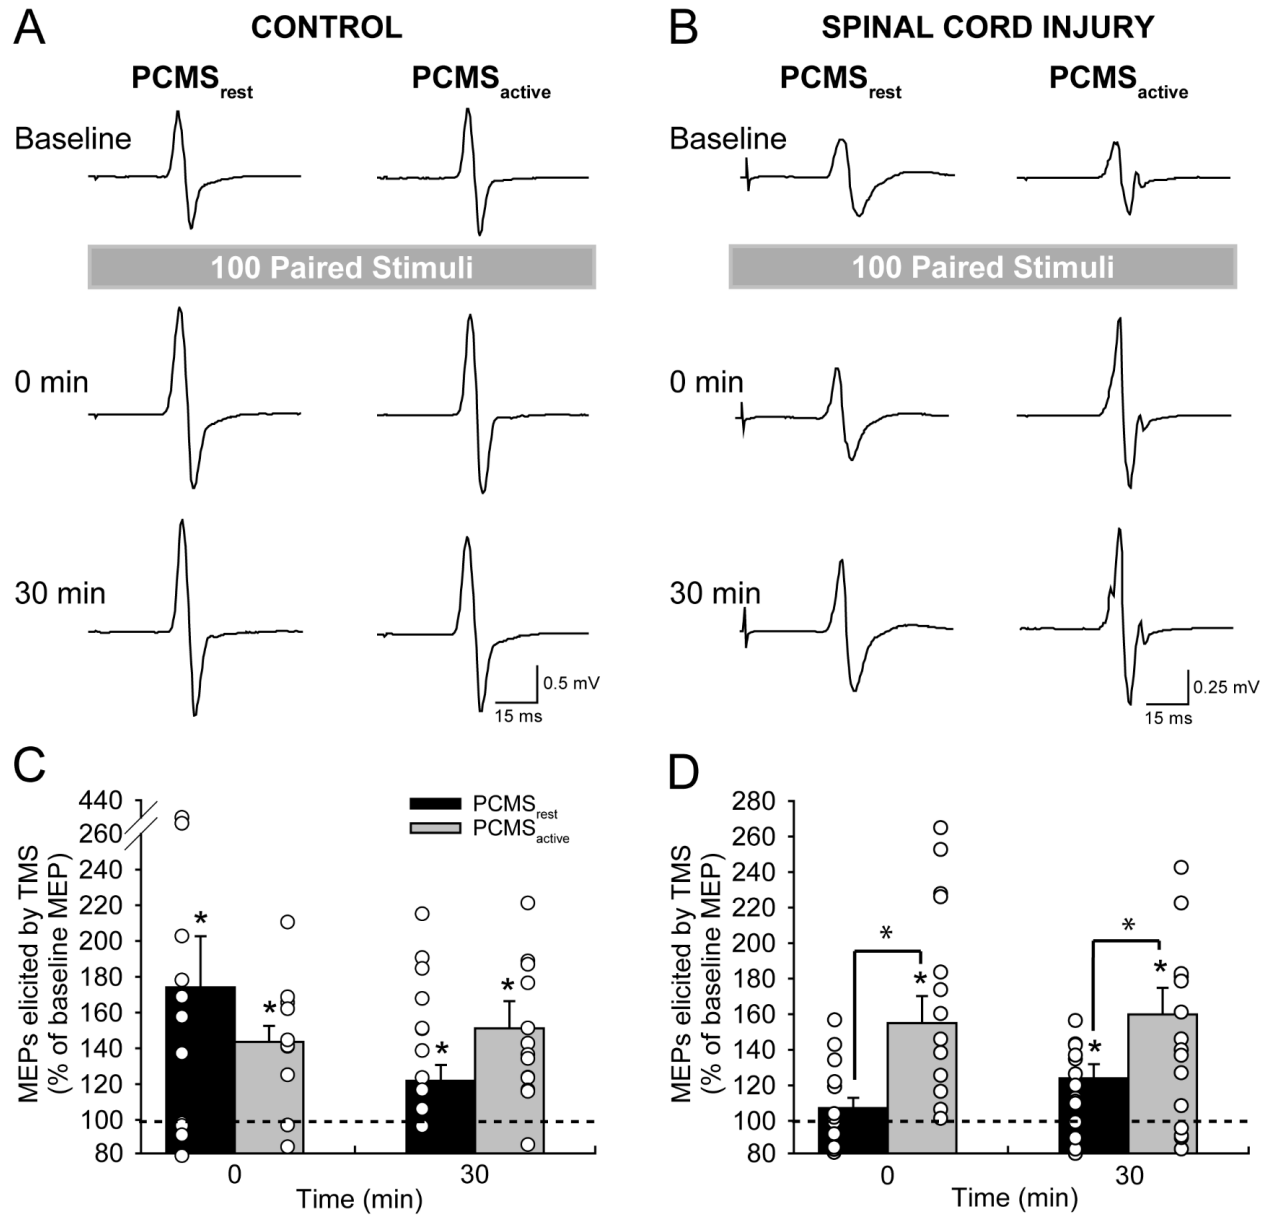 A CONTROL
PCMSrest PCMSactive
Baseline
100 Paired Stimuli
0 min
30 min
0.5 mV
15 ms
B SPINAL CORD INJURY
PCMSrest PCMSactive
Baseline
100 Paired Stimuli
0 min
30 min
0.25 mV
15 ms
C
MEPs elicited by TMS
(% of baseline MEP)
440
260
240
220
200
180
160
140
120
100
80
PCMSrest
PCMSactive
* * * *
0 30
Time (min)
D
MEPs elicited by TMS
(% of baseline MEP)
280
260
240
220
200
180
160
140
120
100
80
* *
* * *
0 30
Time (min)